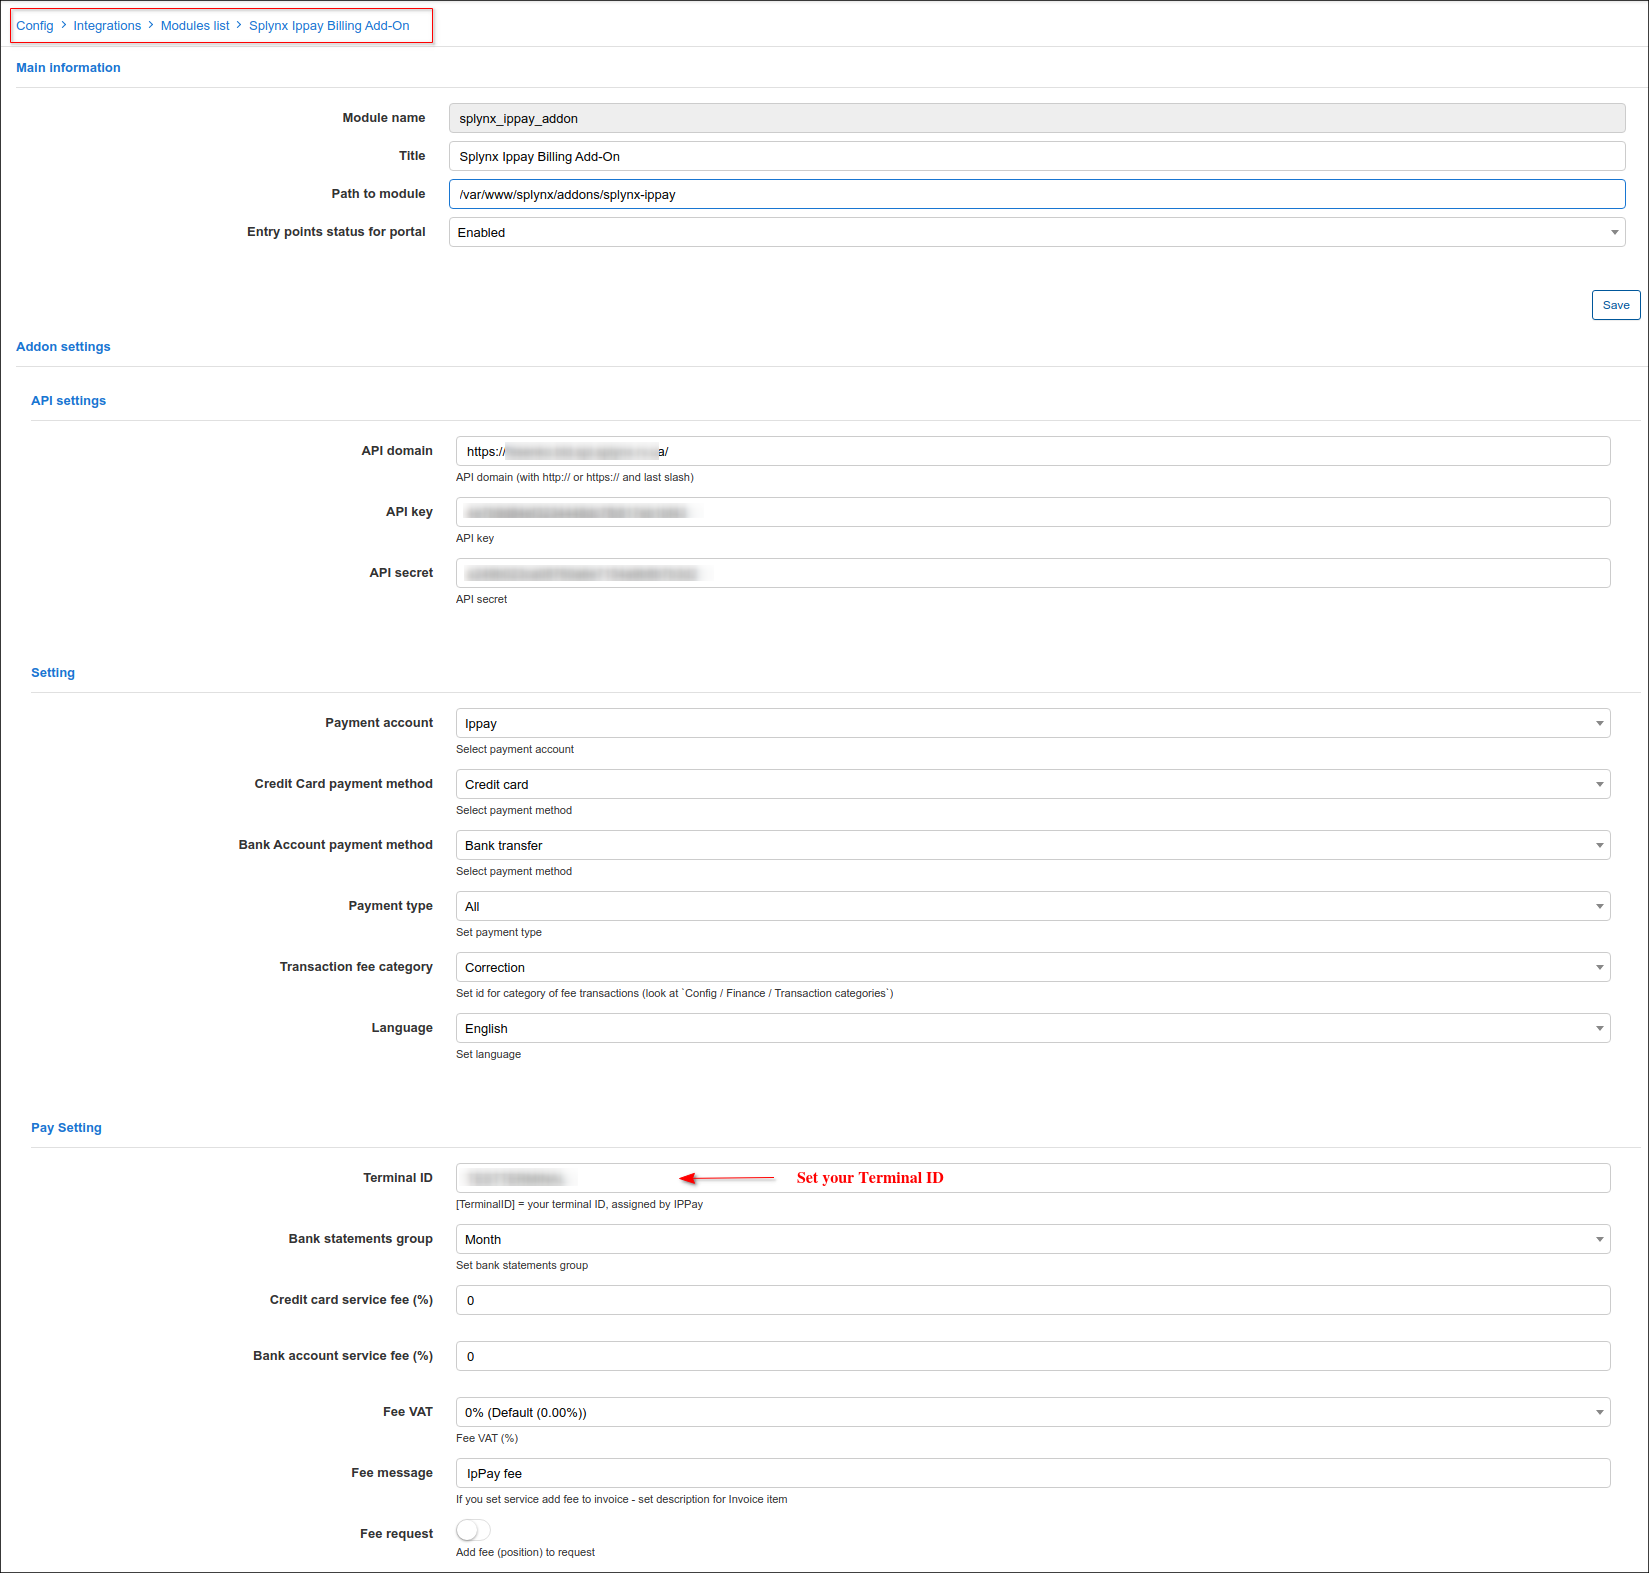 Config > Integrations > Modules list > Splynx Ippay Billing Add-On
Main information
Module name splynx_ippay_addon
Title Splynx Ippay Billing Add-On
Path to module /var/www/splynx/addons/splynx-ippay
Entry points status for portal Enabled
Save
Addon settings
API settings
API domain https:// a/
API domain (with http:// or https:// and last slash)
API key
API key
API secret
API secret
Setting
Payment account Ippay
Select payment account
Credit Card payment method Credit card
Select payment method
Bank Account payment method Bank transfer
Select payment method
Payment type All
Set payment type
Transaction fee category Correction
Set id for category of fee transactions (look at `Config / Finance / Transaction categories`)
Language English
Set language
Pay Setting
Terminal ID Set your Terminal ID
[TerminalID] = your terminal ID, assigned by IPPay
Bank statements group Month
Set bank statements group
Credit card service fee (%) 0
Bank account service fee (%) 0
Fee VAT 0% (Default (0.00%))
Fee VAT (%)
Fee message IpPay fee
If you set service add fee to invoice - set description for Invoice item
Fee request
Add fee (position) to request